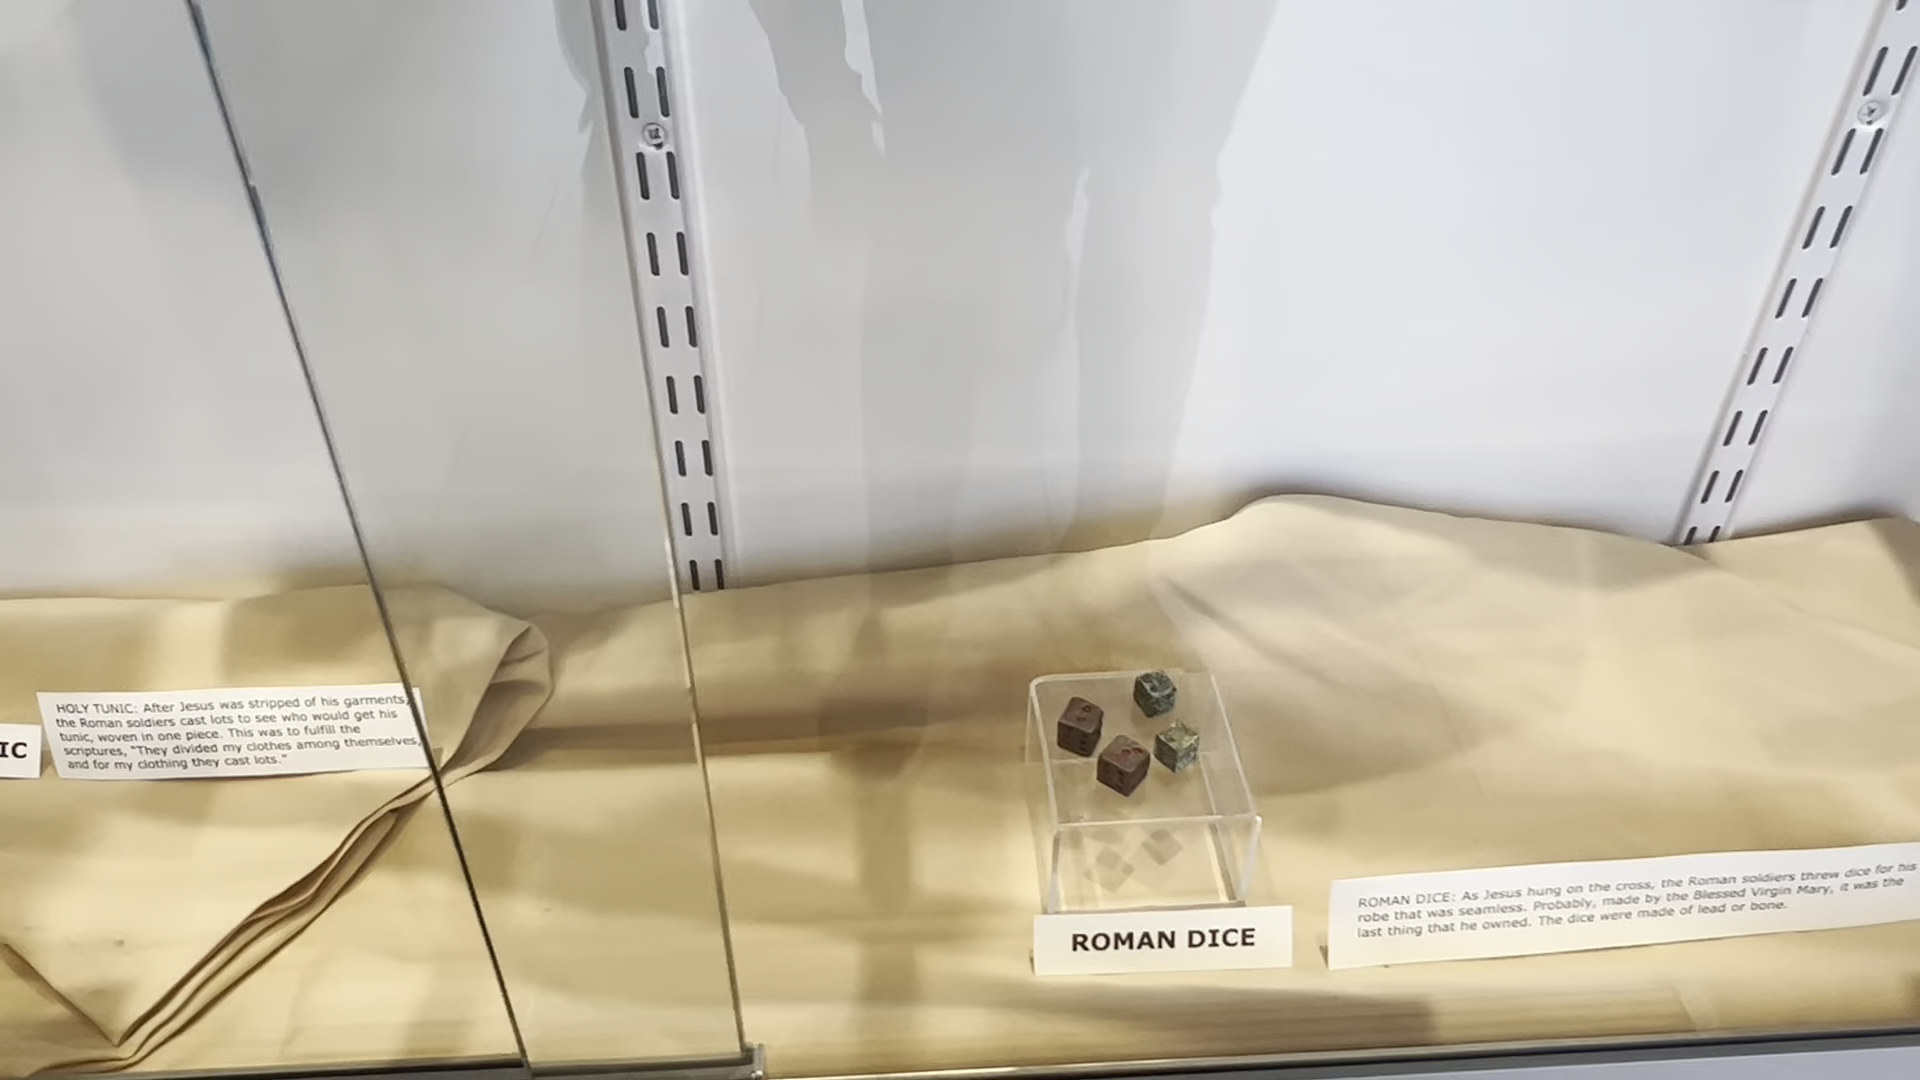 IC
HOLY TUNIC: After Jesus was stripped of his garments,
the Roman soldiers cast lots to see who would get his
tunic, woven in one piece. This was to fulfill the
scriptures, "They divided my clothes among themselves,
and for my clothing they cast lots."
ROMAN DICE
ROMAN DICE: As Jesus hung on the cross, the Roman soldiers threw dice for his
robe that was seamless. Probably, made by the Blessed Virgin Mary, it was the
last thing that he owned. The dice were made of lead or bone.